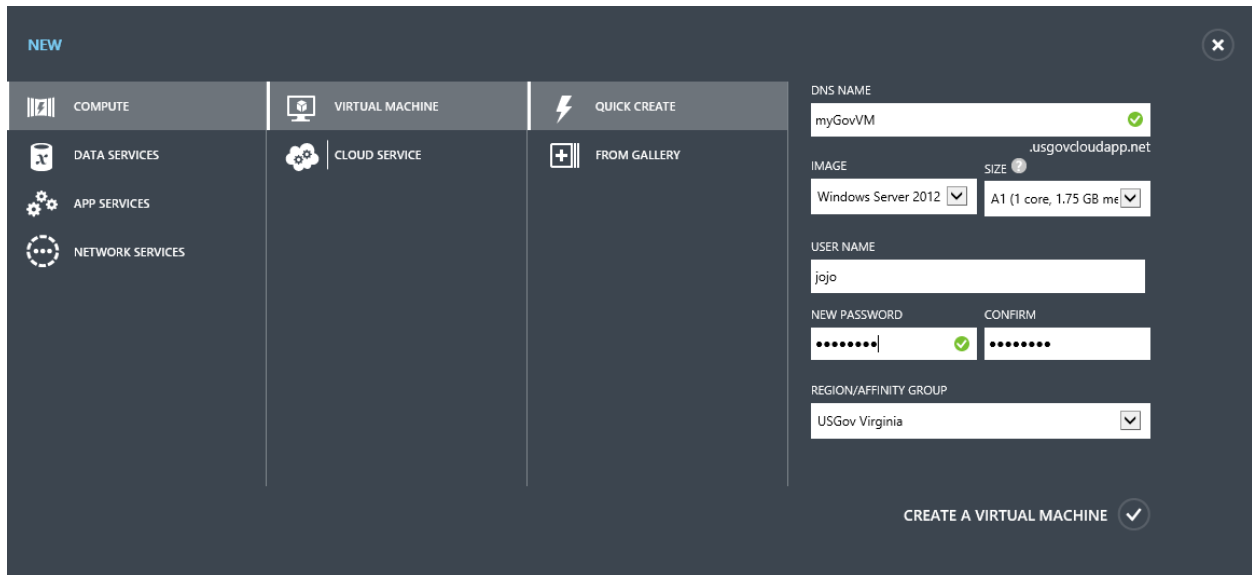 NEW
COMPUTE
DATA SERVICES
APP SERVICES
NETWORK SERVICES
VIRTUAL MACHINE
CLOUD SERVICE
QUICK CREATE
FROM GALLERY
DNS NAME
myGovVM
.usgovcloudapp.net
IMAGE
Windows Server 2012
SIZE ?
A1 (1 core, 1.75 GB me
USER NAME
jojo
NEW PASSWORD
••••••••
CONFIRM
••••••••
REGION/AFFINITY GROUP
USGov Virginia
CREATE A VIRTUAL MACHINE